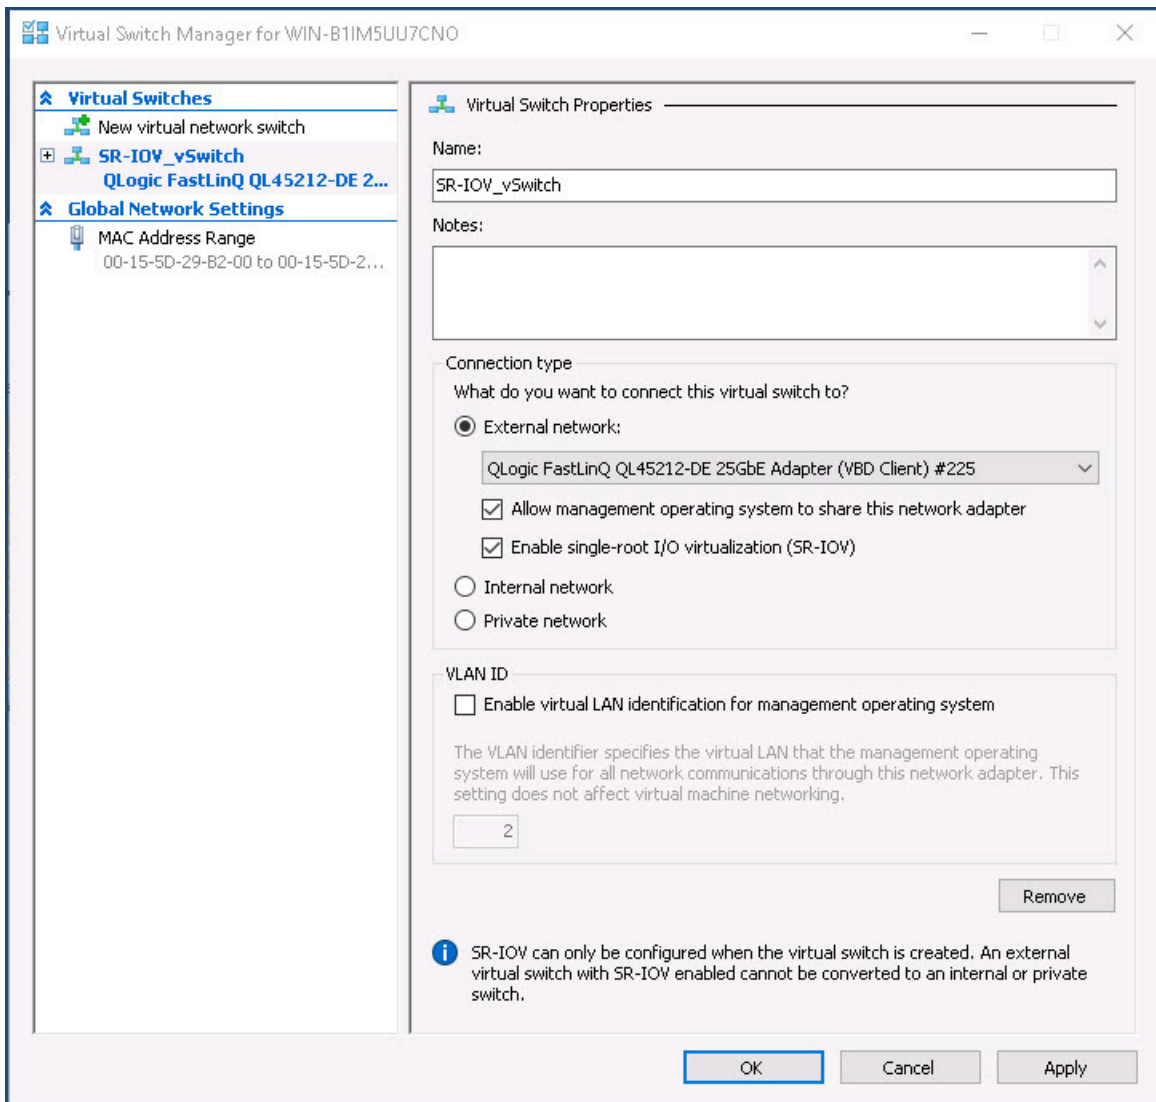 Virtual Switch Manager for WIN-B1IM5UU7CNO
Virtual Switches
New virtual network switch
SR-IOV_vSwitch
QLogic FastLinQ QL45212-DE 2...
Global Network Settings
MAC Address Range
00-15-5D-29-B2-00 to 00-15-5D-2...
Virtual Switch Properties
Name:
SR-IOV_vSwitch
Notes:
Connection type
What do you want to connect this virtual switch to?
External network:
QLogic FastLinQ QL45212-DE 25GbE Adapter (VBD Client) #225
Allow management operating system to share this network adapter
Enable single-root I/O virtualization (SR-IOV)
Internal network
Private network
VLAN ID
Enable virtual LAN identification for management operating system
The VLAN identifier specifies the virtual LAN that the management operating
system will use for all network communications through this network adapter. This
setting does not affect virtual machine networking.
2
Remove
SR-IOV can only be configured when the virtual switch is created. An external
virtual switch with SR-IOV enabled cannot be converted to an internal or private
switch.
OK
Cancel
Apply